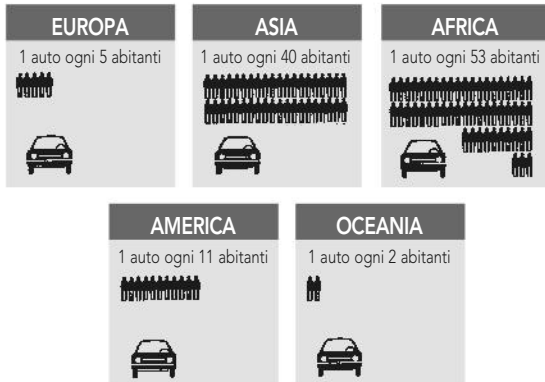 EUROPA
1 auto ogni 5 abitanti
ASIA
1 auto ogni 40 abitanti
AFRICA
1 auto ogni 53 abitanti
AMERICA
1 auto ogni 11 abitanti
OCEANIA
1 auto ogni 2 abitanti